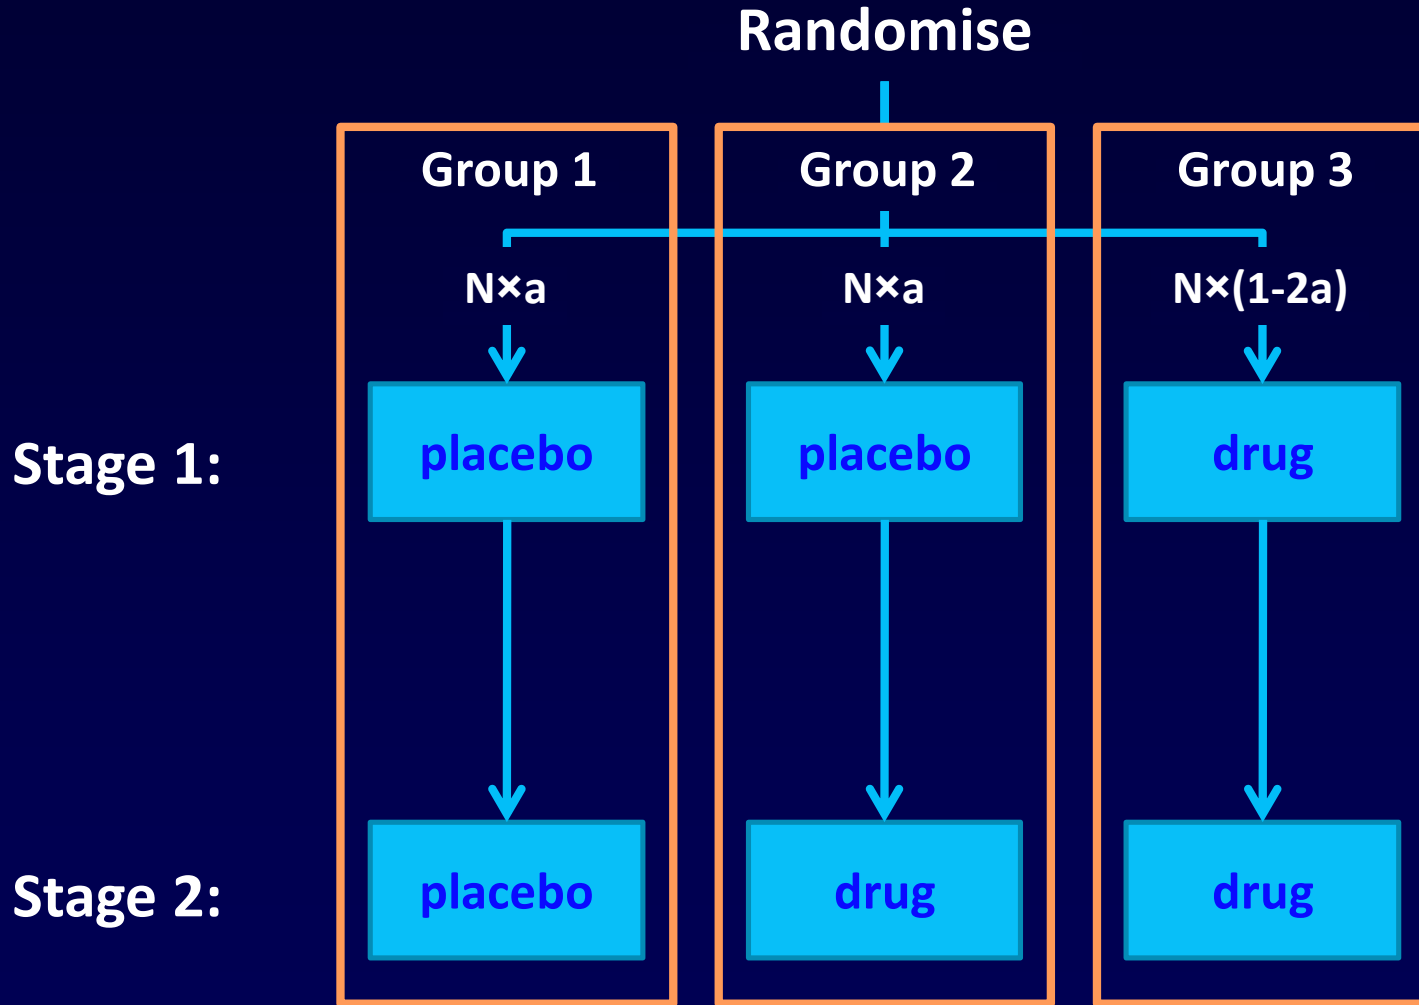 Randomise
Group 1 Group 2 Group 3
N×a N×a N×(1-2a)
Stage 1: placebo placebo drug
Stage 2: placebo drug drug